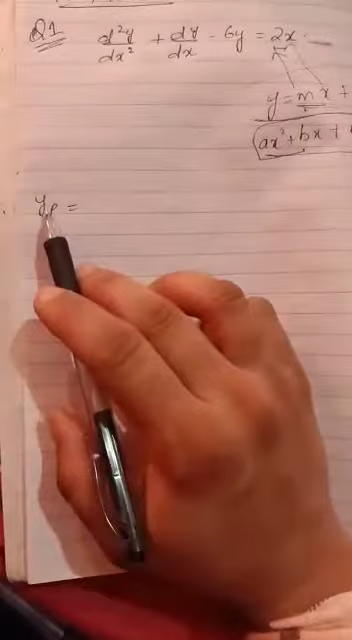 Q1 d²y/dx² + dy/dx - 6y = 2x
y = mx +
ax² + bx +
yₚ =